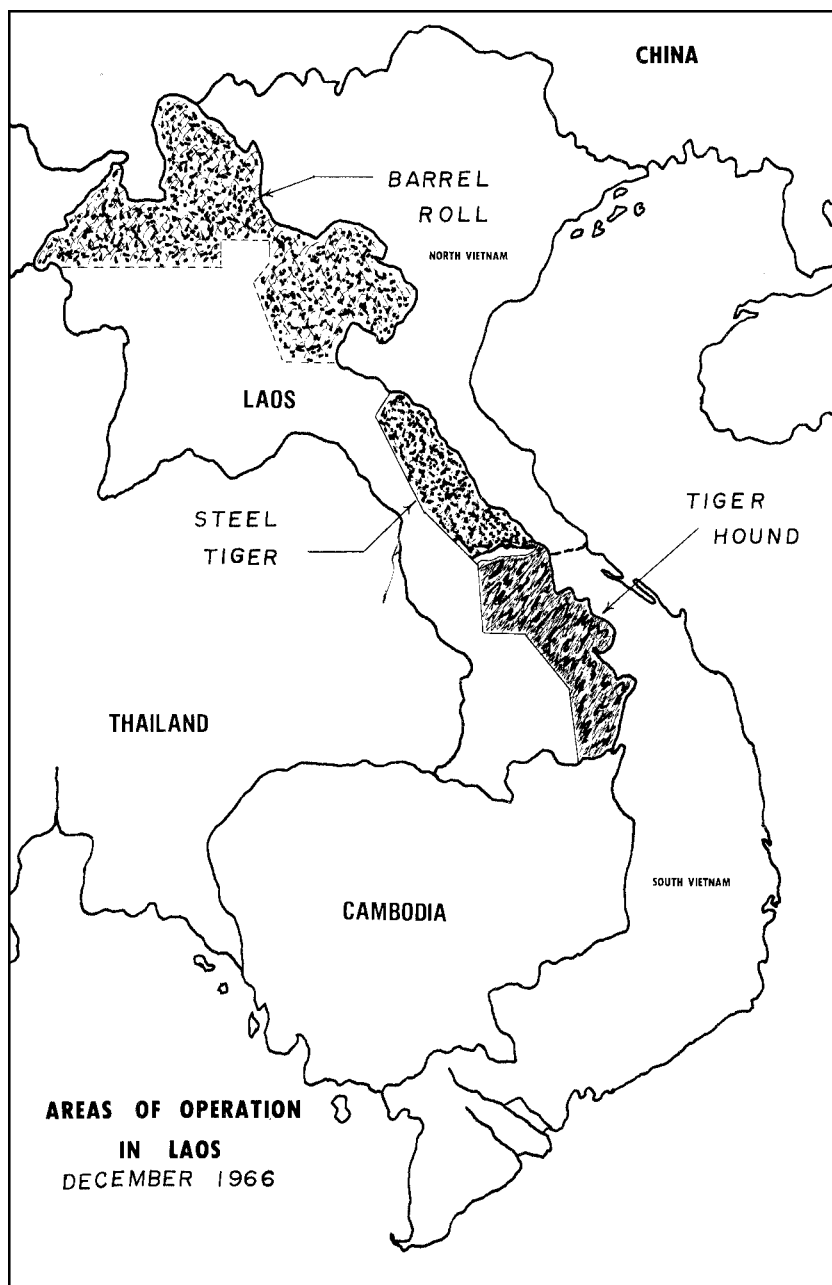 CHINA
BARREL
ROLL
NORTH VIETNAM
LAOS
STEEL
TIGER
TIGER
HOUND
THAILAND
SOUTH VIETNAM
CAMBODIA
AREAS OF OPERATION
IN LAOS
DECEMBER 1966